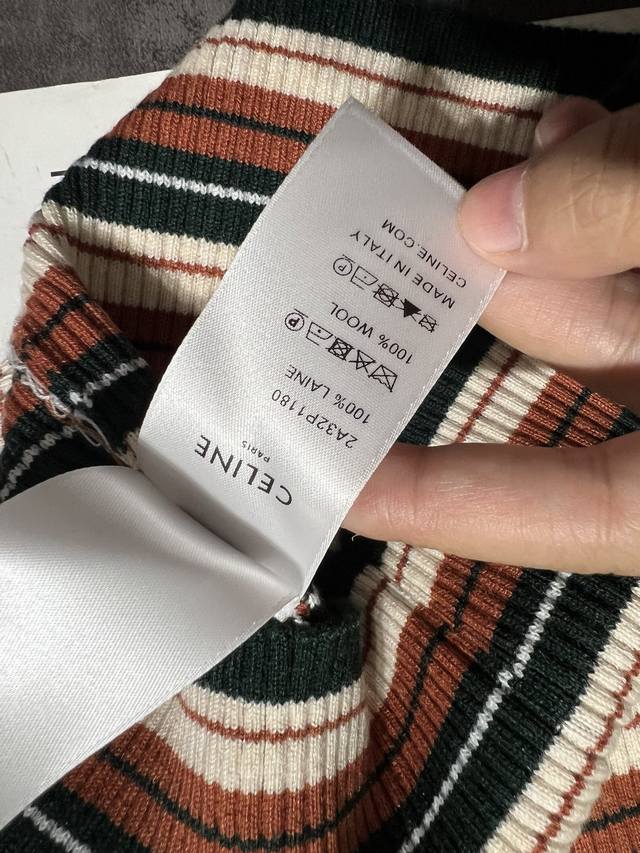 CELINE
PARIS
2A32P1180
100% LAINE
100% WOOL
MADE IN ITALY
CELINE.COM